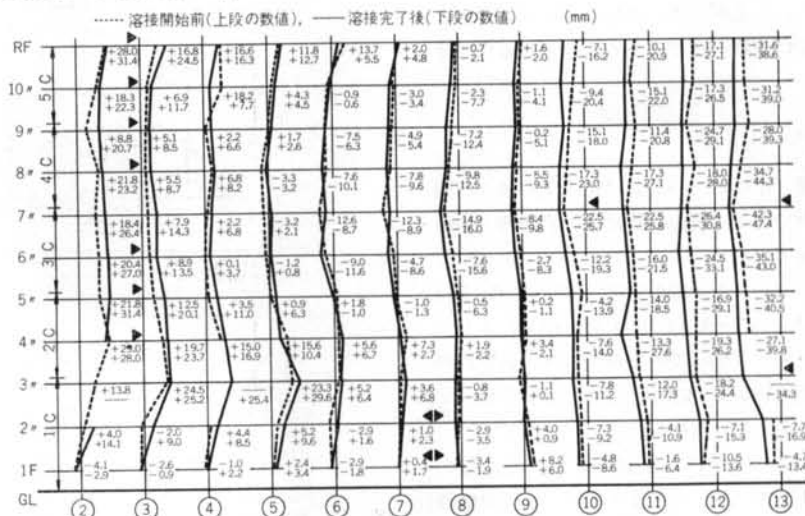 ------ 溶接開始前(上段の数値), —— 溶接完了後(下段の数値) (mm)
RF +28.0 +16.8 +16.6 +11.8 +13.7 +2.0 -0.7 +1.6 -7.1 -10.1 -17.1 -31.6
+31.4 +24.5 +16.3 +12.7 +5.5 +4.8 -2.1 -2.0 -16.2 -20.9 -27.1 -38.6
5'C
10〃 +18.3 +6.9 +18.2 +4.3 -0.9 -3.0 -2.3 -1.1 -9.4 -15.1 -17.3 -31.2
+22.3 +11.7 +7.7 +4.5 -0.6 -3.4 -7.7 -4.1 -20.4 -22.0 -26.5 -39.0
9〃 +8.8 +5.1 +2.2 +1.7 -7.5 -4.9 -7.2 -0.2 -15.1 -11.4 -24.7 -28.0
+20.7 +8.5 +6.6 +2.6 -6.3 -5.4 -12.4 -5.1 -18.0 -20.8 -29.1 -39.3
4'C
8〃 +21.8 +5.5 +6.8 -3.3 -7.6 -7.8 -9.8 -5.5 -17.3 -17.3 -18.0 -34.7
+23.2 +8.7 +8.2 -3.2 -10.1 -9.6 -12.5 -9.3 -23.0 -27.1 -28.0 -44.3
7〃 +18.4 +7.9 +2.2 -3.2 -12.6 -12.3 -14.9 -8.4 -22.5 -22.5 -26.4 -42.3
+26.4 +14.3 +6.8 +2.1 -8.7 -8.9 -16.0 -9.8 -25.7 -25.8 -30.8 -47.4
3'C
6〃 +20.4 +8.9 +0.1 -1.2 -9.0 -4.7 -7.6 -2.7 -12.2 -16.0 -24.5 -35.1
+27.0 +13.5 +3.7 +0.8 -11.6 -8.6 -15.6 -8.3 -19.3 -21.5 -33.1 -43.0
5〃 +21.8 +12.5 +3.5 +0.9 +1.8 -1.0 -0.5 +0.2 -4.2 -14.0 -16.9 -32.2
+31.4 +20.1 +11.0 +6.3 -1.0 -1.3 -6.3 -1.1 -13.9 -18.5 -29.1 -40.5
2'C
4〃 +29.0 +19.7 +15.0 +15.6 +5.6 +7.3 +1.9 +3.4 -7.6 -13.3 -19.3 -27.1
+28.0 +23.7 +16.9 +10.4 +6.7 +2.7 -2.2 -2.1 -14.0 -27.6 -26.2 -39.8
3〃 +13.8 +24.5 —— +23.3 +5.2 +3.6 -0.8 -1.1 -7.8 -12.0 -18.2 ——
—— +25.2 +25.4 +29.6 +6.4 +6.8 -3.7 +0.1 -11.2 -17.3 -24.4 -34.3
1'C
2〃 +4.0 -2.0 +4.4 +5.2 -2.9 +1.0 -2.9 +4.0 -7.3 -4.1 -7.1 -7.7
+14.1 +9.0 +8.5 +9.6 +1.6 +2.3 -3.5 +0.9 -9.2 -10.9 -15.3 -16.9
1F -4.1 -2.6 -1.0 +2.4 -2.9 +0.4 -3.4 +8.2 -4.8 -1.6 -10.5
-2.9 -0.9 +2.2 +3.4 -1.8 +1.7 -1.9 +6.0 -8.6 -6.4 -13.6 -13.4
GL
② ③ ④ ⑤ ⑥ ⑦ ⑧ ⑨ ⑩ ⑪ ⑫ ⑬